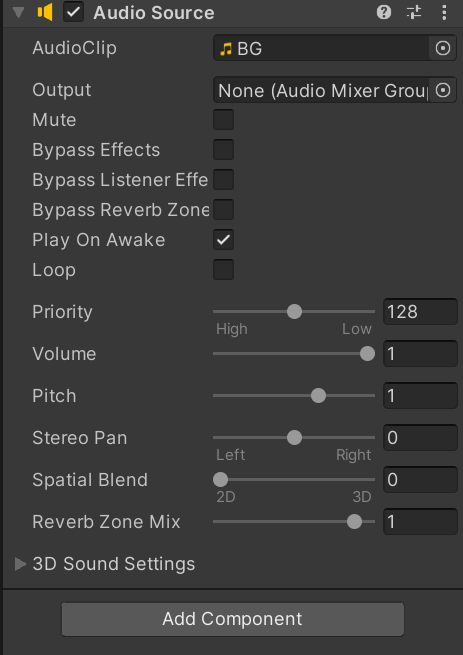 Audio Source
AudioClip BG
Output None (Audio Mixer Grou
Mute
Bypass Effects
Bypass Listener Effe
Bypass Reverb Zone
Play On Awake
Loop
Priority 128
High Low
Volume 1
Pitch 1
Stereo Pan 0
Left Right
Spatial Blend 0
2D 3D
Reverb Zone Mix 1
3D Sound Settings
Add Component